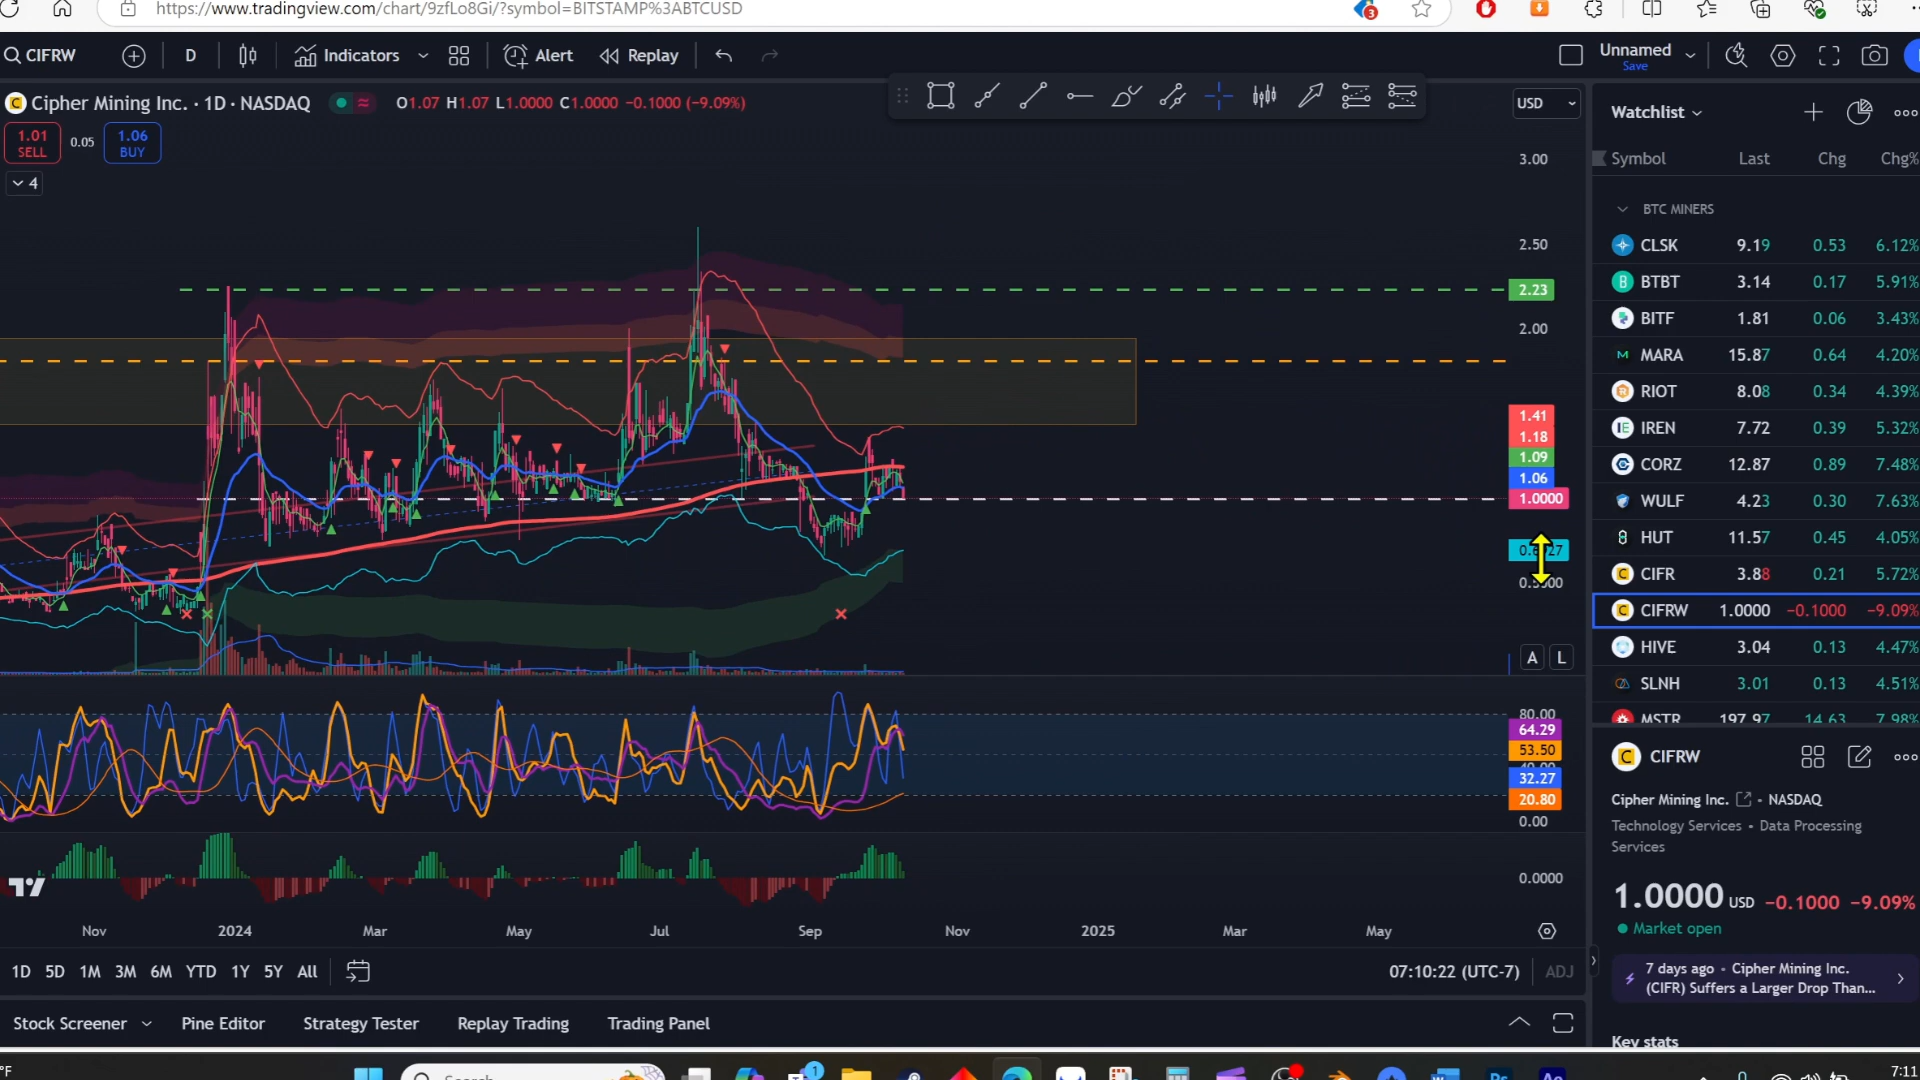 https://www.tradingview.com/chart/9zfLo8Gi/?symbol=BITSTAMP%3ABTCUSD
3
CIFRW
D
Indicators
Alert
Replay
Unnamed
Save
Cipher Mining Inc. · 1D · NASDAQ
O1.07 H1.07 L1.0000 C1.0000 −0.1000 (−9.09%)
USD
Watchlist
1.01
SELL
0.05
1.06
BUY
4
Symbol Last Chg Chg%
BTC MINERS
CLSK 9.19 0.53 6.12%
BTBT 3.14 0.17 5.91%
BITF 1.81 0.06 3.43%
MARA 15.87 0.64 4.20%
RIOT 8.08 0.34 4.39%
IREN 7.72 0.39 5.32%
CORZ 12.87 0.89 7.48%
WULF 4.23 0.30 7.63%
HUT 11.57 0.45 4.05%
CIFR 3.88 0.21 5.72%
CIFRW 1.0000 −0.1000 −9.09%
HIVE 3.04 0.13 4.47%
SLNH 3.01 0.13 4.51%
MSTR 197.97 14.63 7.98%
3.00
2.50
2.23
2.00
1.41
1.18
1.09
1.06
1.0000
A L
80.00
64.29
53.50
40.00
32.27
20.80
0.00
0.0000
Nov 2024 Mar May Jul Sep Nov 2025 Mar May
1D 5D 1M 3M 6M YTD 1Y 5Y All
07:10:22 (UTC-7)
ADJ
CIFRW
Cipher Mining Inc. • NASDAQ
Technology Services • Data Processing
Services
1.0000 USD −0.1000 −9.09%
Market open
7 days ago • Cipher Mining Inc.
(CIFR) Suffers a Larger Drop Than...
Key stats
Stock Screener
Pine Editor
Strategy Tester
Replay Trading
Trading Panel
°F
Search
1
7:11